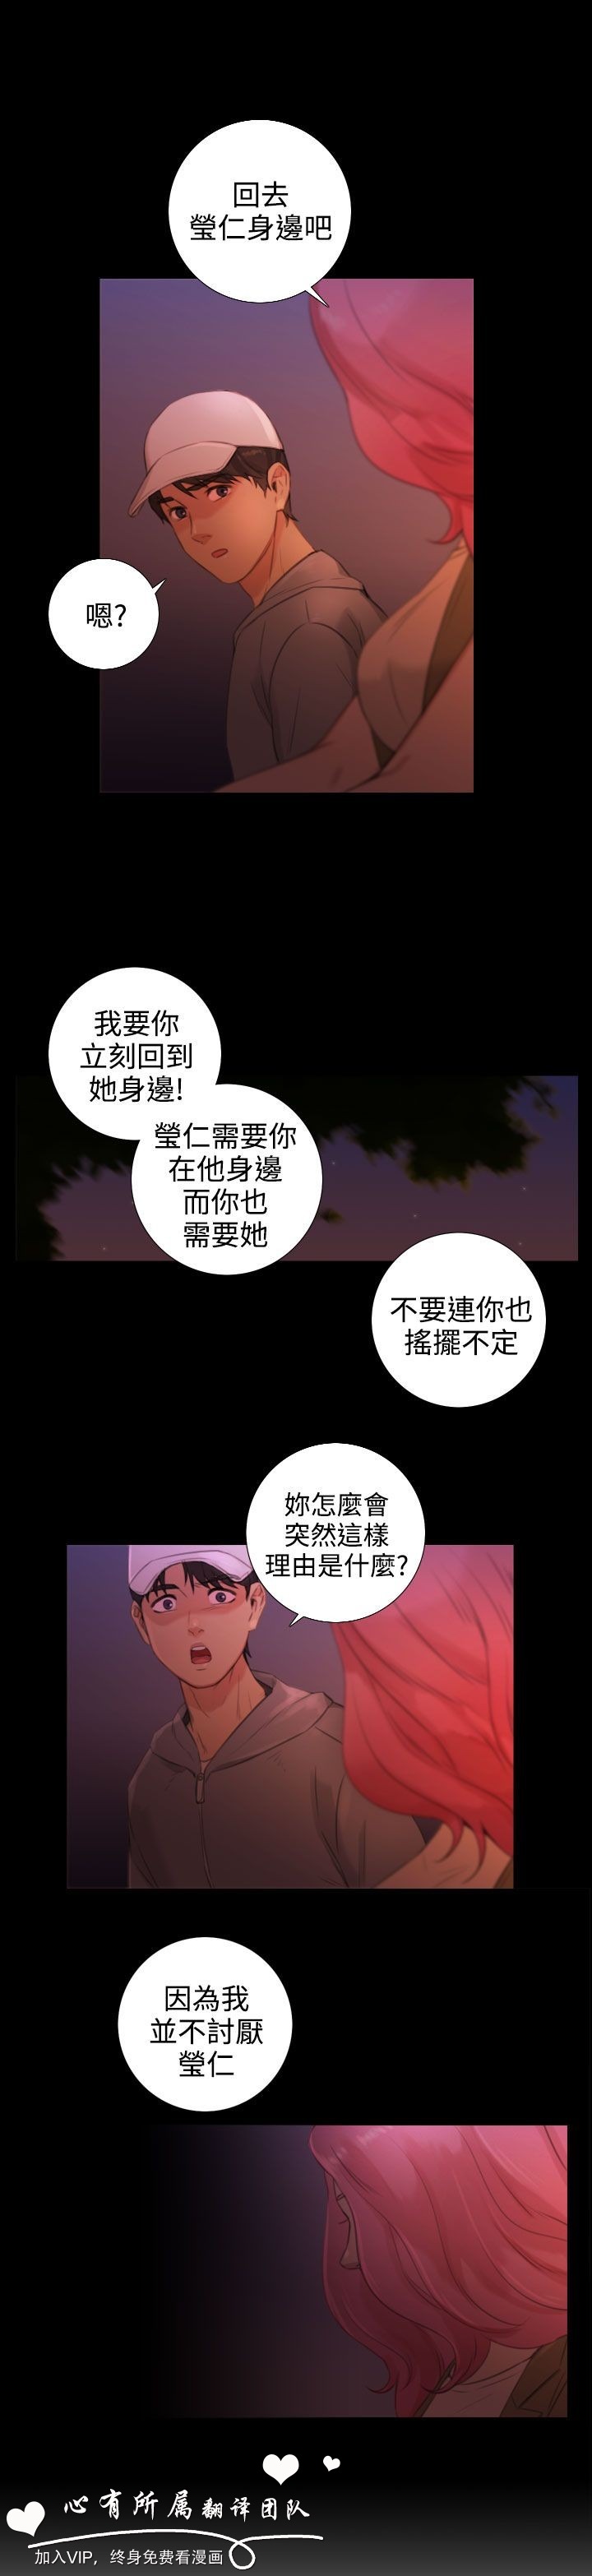 回去
瑩仁身邊吧
嗯?
我要你
立刻回到
她身邊!
瑩仁需要你
在他身邊
而你也
需要她
不要連你也
搖擺不定
妳怎麼會
突然這樣
理由是什麼?
因為我
並不討厭
瑩仁
心有所属翻译团队
加入VIP，终身免费看漫画